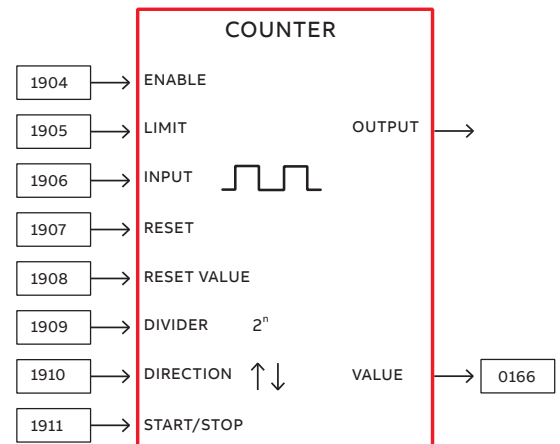 COUNTER
1904 ENABLE
1905 LIMIT OUTPUT
1906 INPUT
1907 RESET
1908 RESET VALUE
1909 DIVIDER 2ⁿ
1910 DIRECTION ↑↓ VALUE 0166
1911 START/STOP